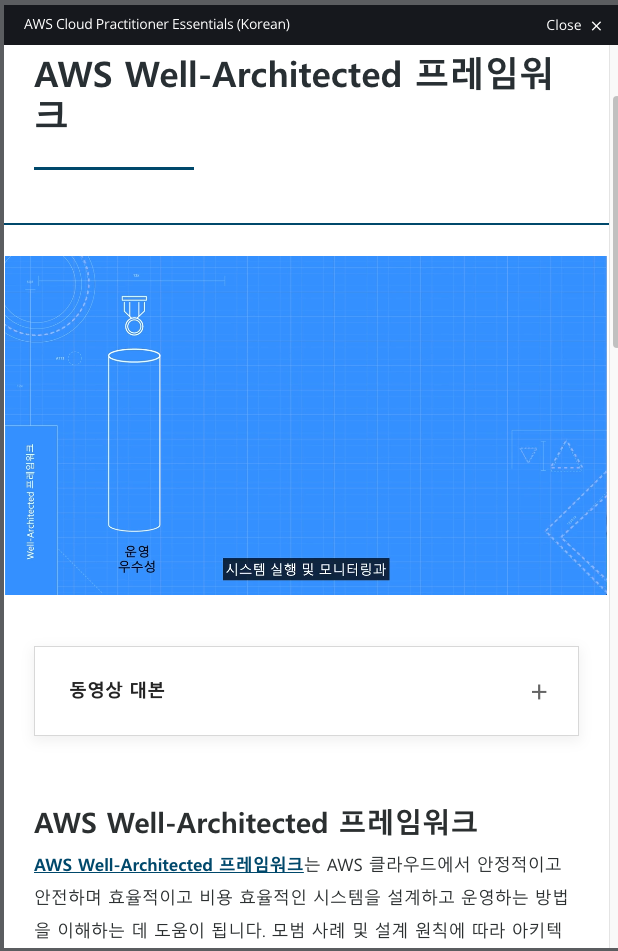 AWS Cloud Practitioner Essentials (Korean)
Close ×
AWS Well-Architected 프레임워
크
Well-Architected 프레임워크
운영
우수성
시스템 실행 및 모니터링과
동영상 대본
+
AWS Well-Architected 프레임워크
AWS Well-Architected 프레임워크는 AWS 클라우드에서 안정적이고
안전하며 효율적이고 비용 효율적인 시스템을 설계하고 운영하는 방법
을 이해하는 데 도움이 됩니다. 모범 사례 및 설계 원칙에 따라 아키텍